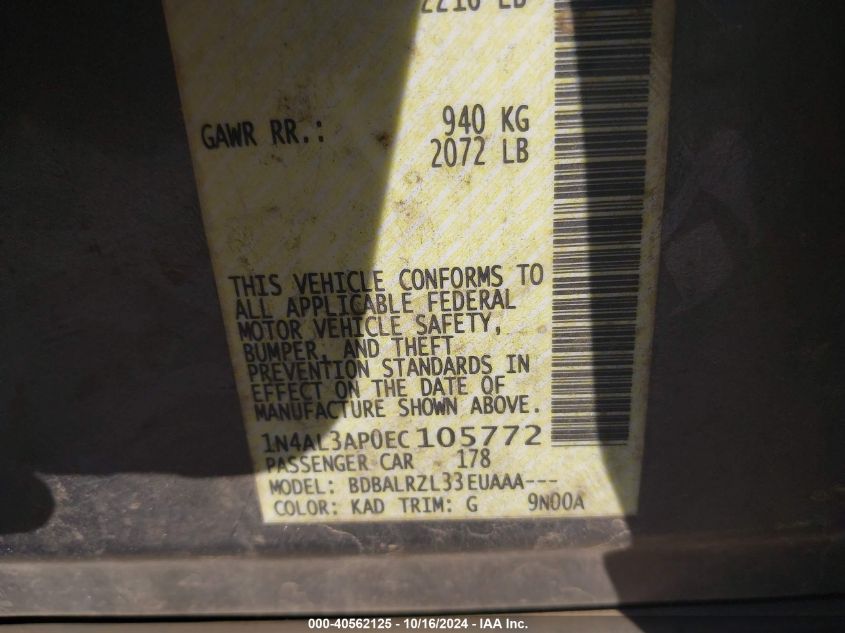 2216 LB
GAWR RR.: 940 KG
2072 LB
THIS VEHICLE CONFORMS TO
ALL APPLICABLE FEDERAL
MOTOR VEHICLE SAFETY,
BUMPER, AND THEFT
PREVENTION STANDARDS IN
EFFECT ON THE DATE OF
MANUFACTURE SHOWN ABOVE.
1N4AL3AP0EC105772
PASSENGER CAR 178
MODEL: BDBALRZL33EUAAA---
COLOR: KAD TRIM: G 9N00A
000-40562125 - 10/16/2024 - IAA Inc.